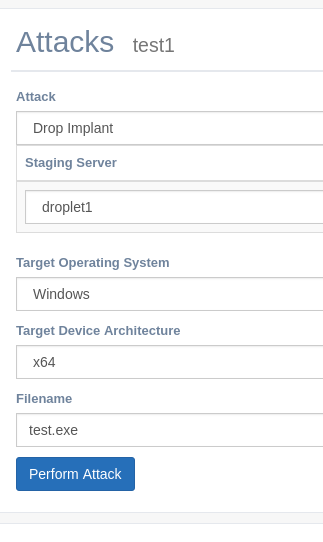 Attacks test1
Attack
Drop Implant
Staging Server
droplet1
Target Operating System
Windows
Target Device Architecture
x64
Filename
test.exe
Perform Attack